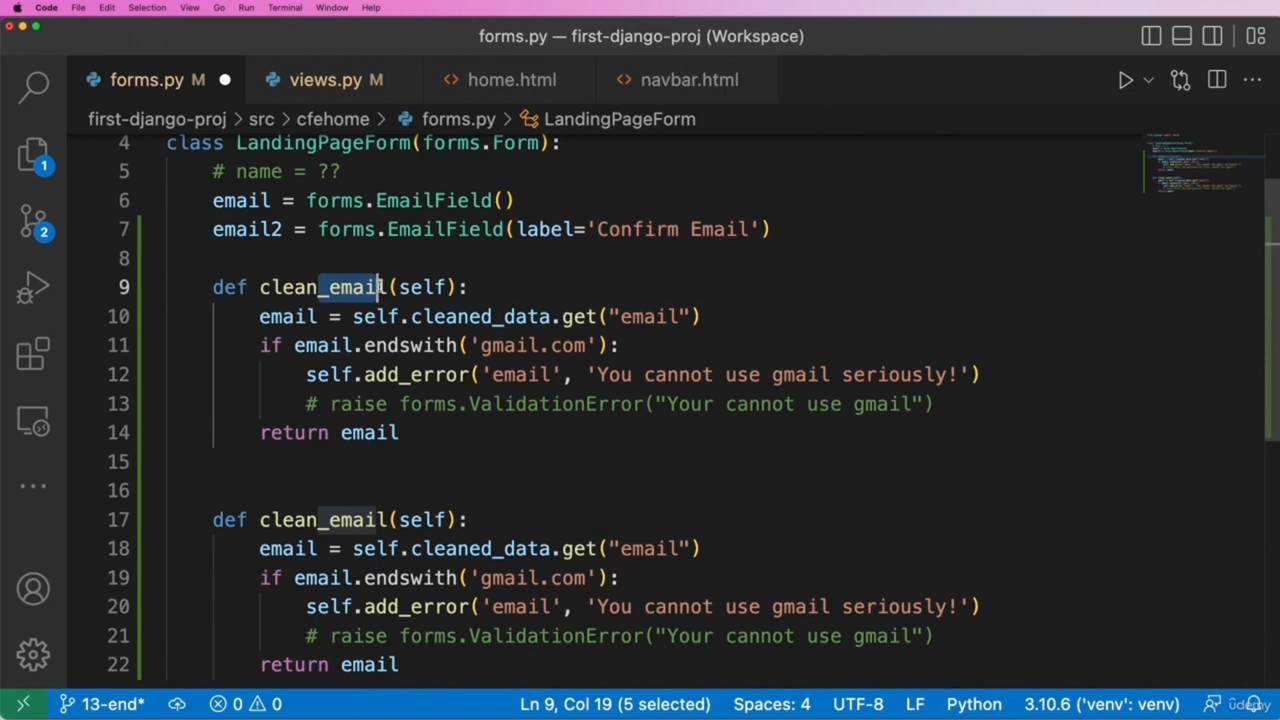 Code File Edit Selection View Go Run Terminal Window Help
forms.py — first-django-proj (Workspace)
forms.py M views.py M home.html navbar.html
first-django-proj > src > cfehome > forms.py > LandingPageForm
4 class LandingPageForm(forms.Form):
5 # name = ??
6 email = forms.EmailField()
7 email2 = forms.EmailField(label='Confirm Email')
8
9 def clean_email(self):
10 email = self.cleaned_data.get("email")
11 if email.endswith('gmail.com'):
12 self.add_error('email', 'You cannot use gmail seriously!')
13 # raise forms.ValidationError("Your cannot use gmail")
14 return email
15
16
17 def clean_email(self):
18 email = self.cleaned_data.get("email")
19 if email.endswith('gmail.com'):
20 self.add_error('email', 'You cannot use gmail seriously!')
21 # raise forms.ValidationError("Your cannot use gmail")
22 return email
1
2
13-end* 0 0 Ln 9, Col 19 (5 selected) Spaces: 4 UTF-8 LF Python 3.10.6 ('venv': venv)
ûdemy